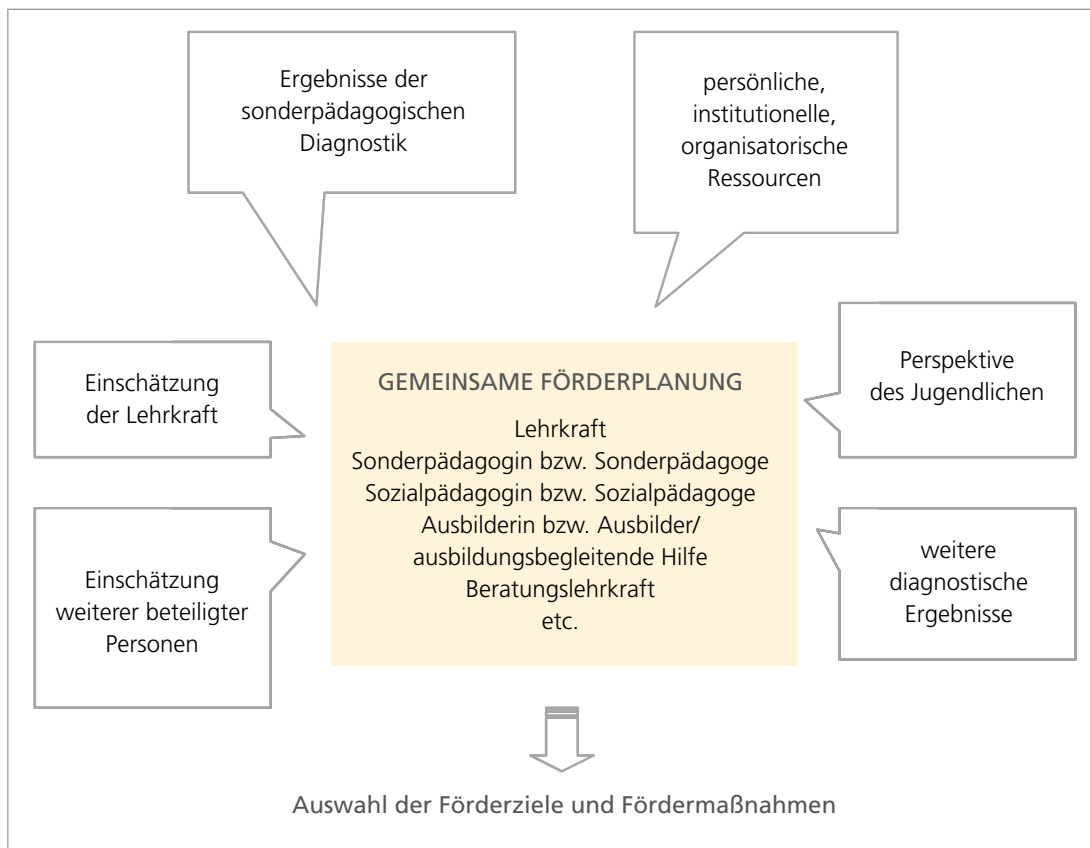 Ergebnisse der
sonderpädagogischen
Diagnostik
persönliche,
institutionelle,
organisatorische
Ressourcen
Einschätzung
der Lehrkraft
GEMEINSAME FÖRDERPLANUNG
Lehrkraft
Sonderpädagogin bzw. Sonderpädagoge
Sozialpädagogin bzw. Sozialpädagoge
Ausbilderin bzw. Ausbilder/
ausbildungsbegleitende Hilfe
Beratungslehrkraft
etc.
Perspektive
des Jugendlichen
Einschätzung
weiterer beteiligter
Personen
weitere
diagnostische
Ergebnisse
Auswahl der Förderziele und Fördermaßnahmen